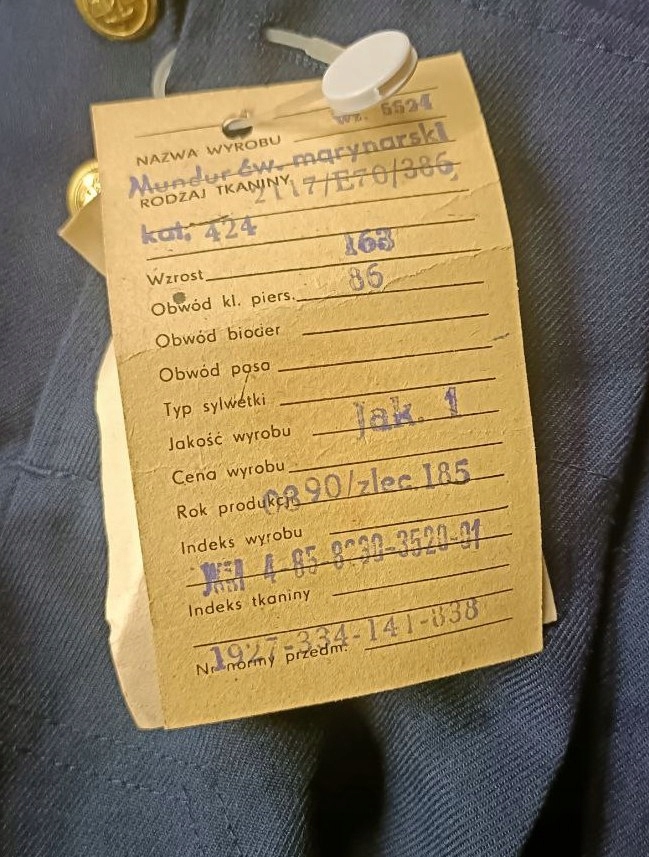 wz. 5524
NAZWA WYROBU
Mundur ćw. marynarski
RODZAJ TKANINY 2117/E70/386,
kat. 424
Wzrost 163
Obwód kl. piers. 86
Obwód bioder
Obwód pasa
Typ sylwetki
Jakość wyrobu Jak. 1
Cena wyrobu
Rok produkcji 0890/zlec 185
Indeks wyrobu
4-85-8030-3520-01
Indeks tkaniny
1927-334-141-838
Nr normy przedm.